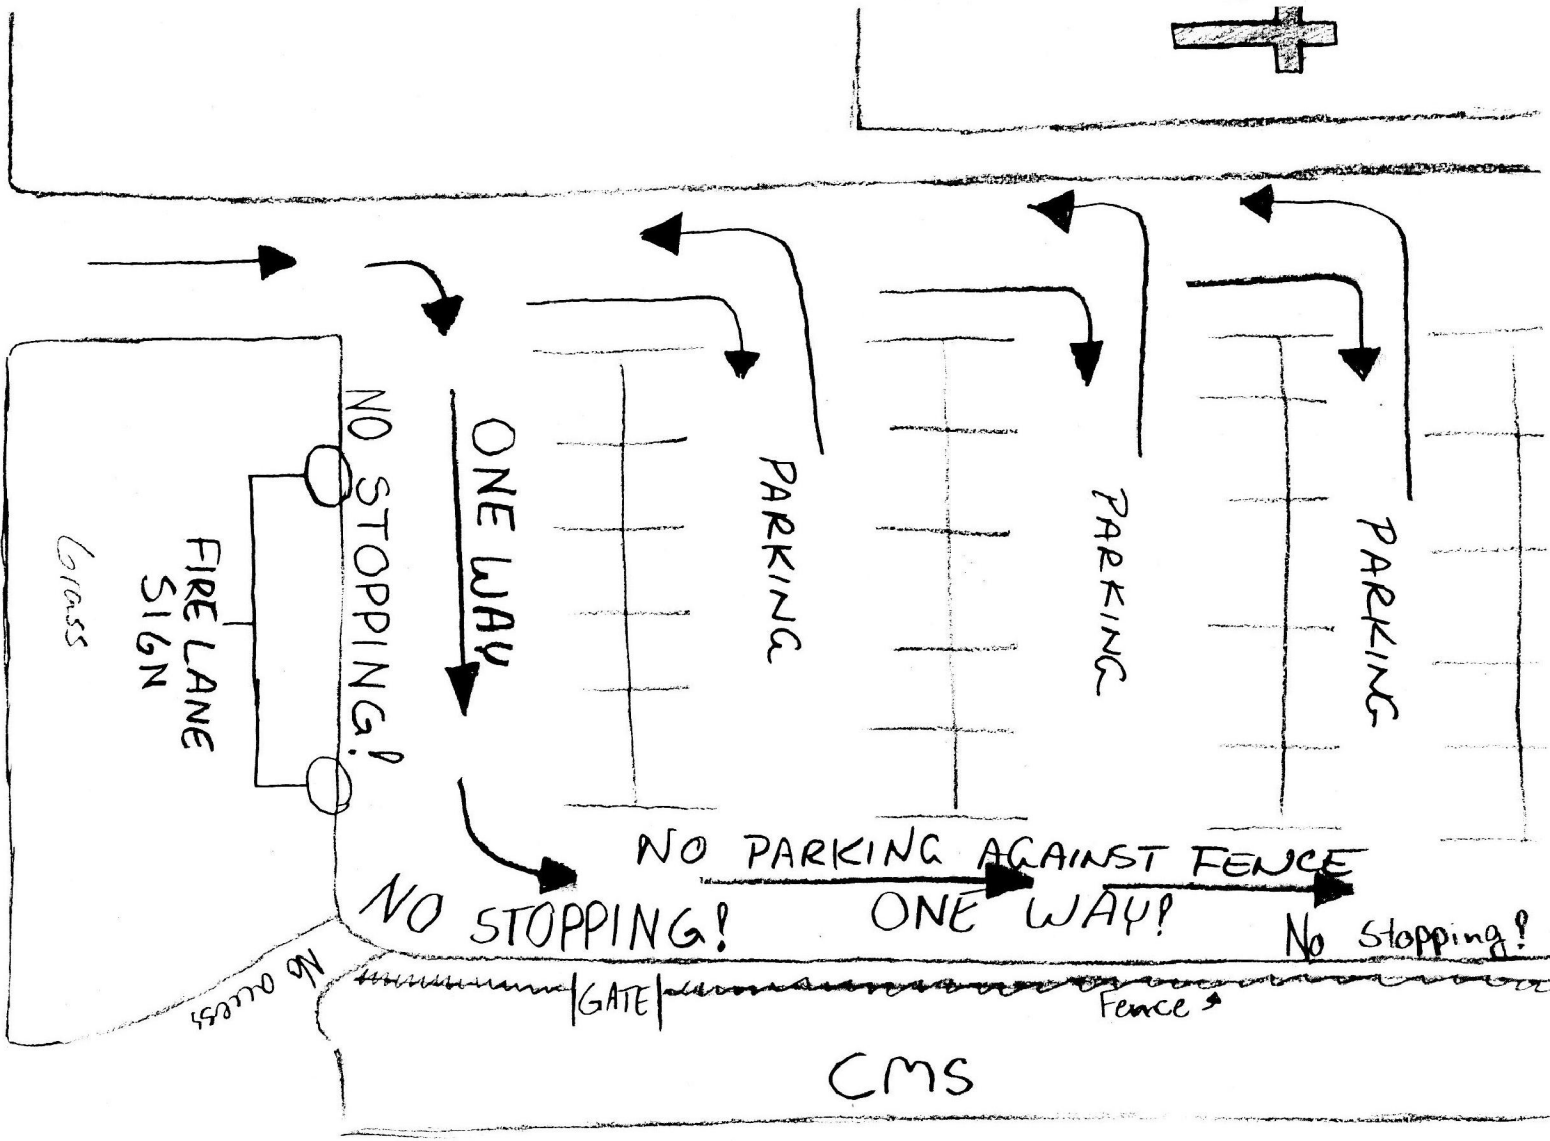 NO STOPPING!
ONE WAY
PARKING
PARKING
PARKING
FIRE LANE
SIGN
Grass
NO PARKING AGAINST FENCE
NO STOPPING!
ONE WAY!
No Stopping!
No access
GATE
Fence
CMS